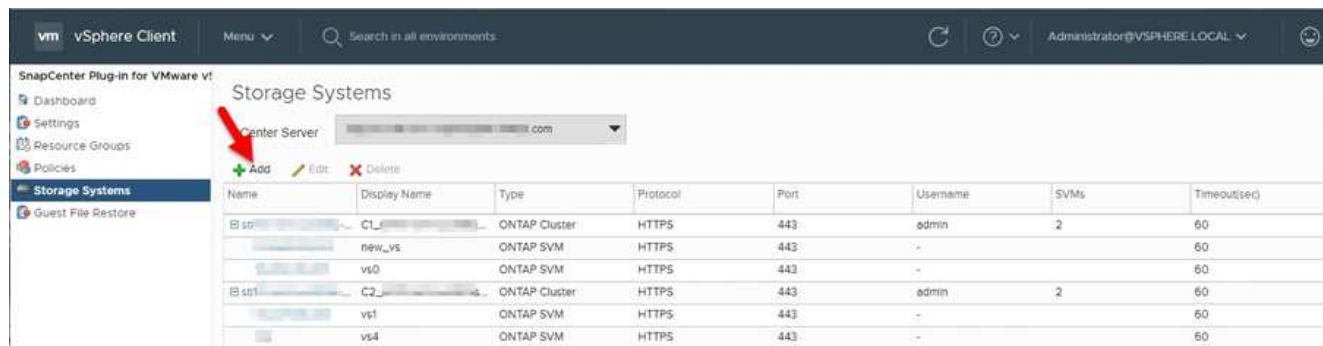 vm vSphere Client Menu Search in all environments Administrator@VSPHERE.LOCAL
SnapCenter Plug-in for VMware vS
Dashboard
Settings
Resource Groups
Policies
Storage Systems
Guest File Restore
Storage Systems
Center Server com
Add Edit Delete
Name Display Name Type Protocol Port Username SVMs Timeout(sec)
C1_ ONTAP Cluster HTTPS 443 admin 2 60
new_vs ONTAP SVM HTTPS 443 - 60
vs0 ONTAP SVM HTTPS 443 - 60
C2_ ONTAP Cluster HTTPS 443 admin 2 60
vs1 ONTAP SVM HTTPS 443 - 60
vs4 ONTAP SVM HTTPS 443 - 60